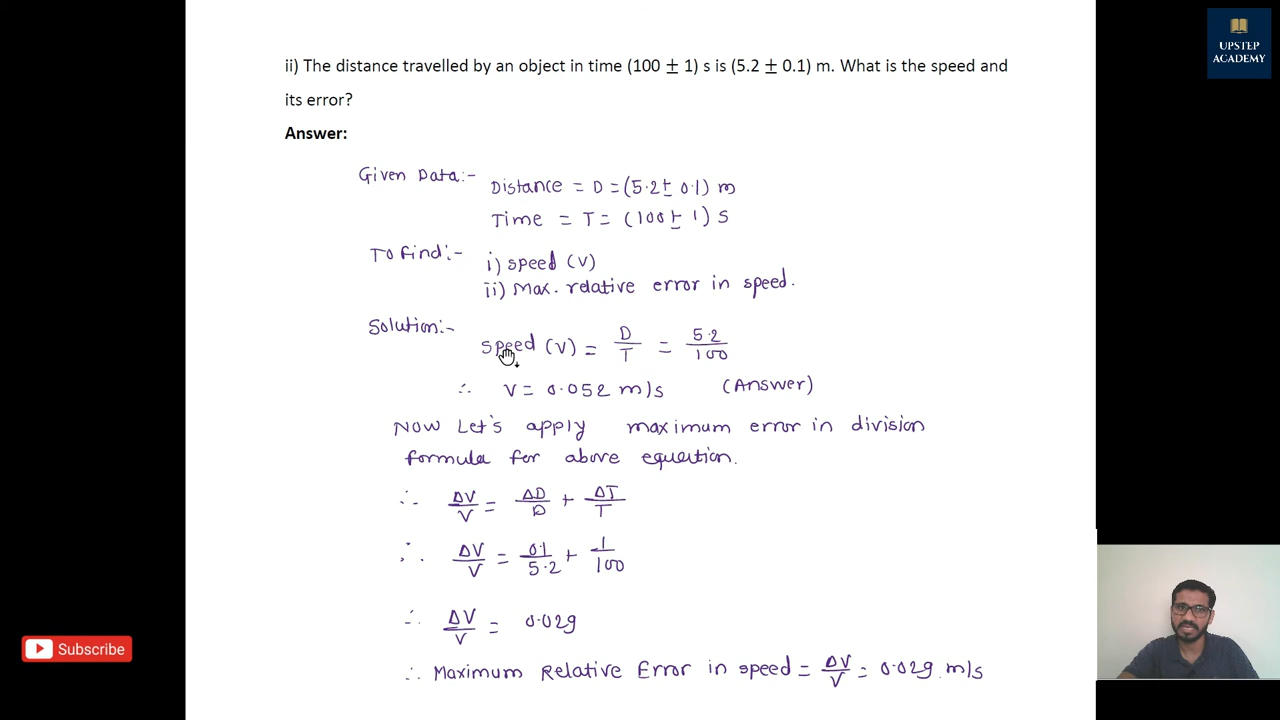 UPSTEP
ACADEMY
ii) The distance travelled by an object in time (100 ± 1) s is (5.2 ± 0.1) m. What is the speed and
its error?
Answer:
Given Data:- Distance = D = (5.2 ± 0.1) m
Time = T = (100 ± 1) S
To find:- i) speed (v)
ii) Max. relative error in speed.
Solution:- speed (v) = D/T = 5.2/100
∴ v = 0.052 m/s (Answer)
Now Let's apply maximum error in division
formula for above equation.
∴ ΔV/V = ΔD/D + ΔT/T
∴ ΔV/V = 0.1/5.2 + 1/100
∴ ΔV/V = 0.029
Subscribe
∴ Maximum Relative Error in speed = ΔV/V = 0.029 m/s